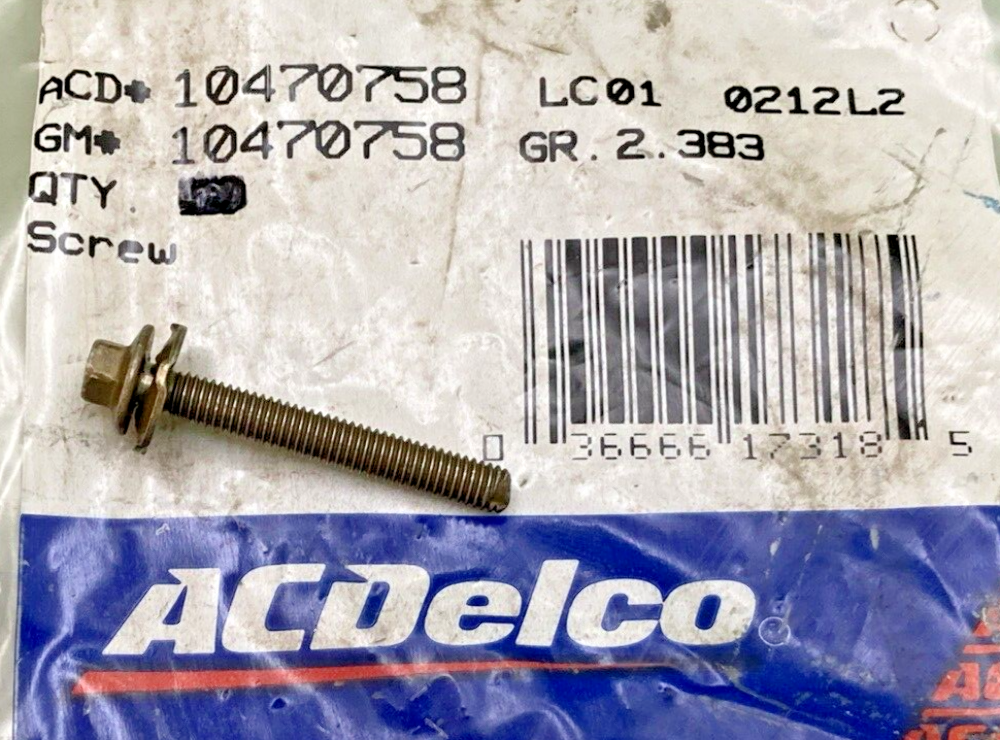 ACD# 10470758 LC01 0212L2
GM# 10470758 GR. 2.383
QTY
Screw
0 36666 17318 5
ACDelco